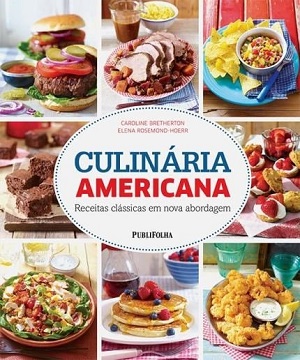 CAROLINE BRETHERTON
ELENA ROSEMOND-HOERR
CULINÁRIA
AMERICANA
Receitas clássicas em nova abordagem
PUBLIFOLHA